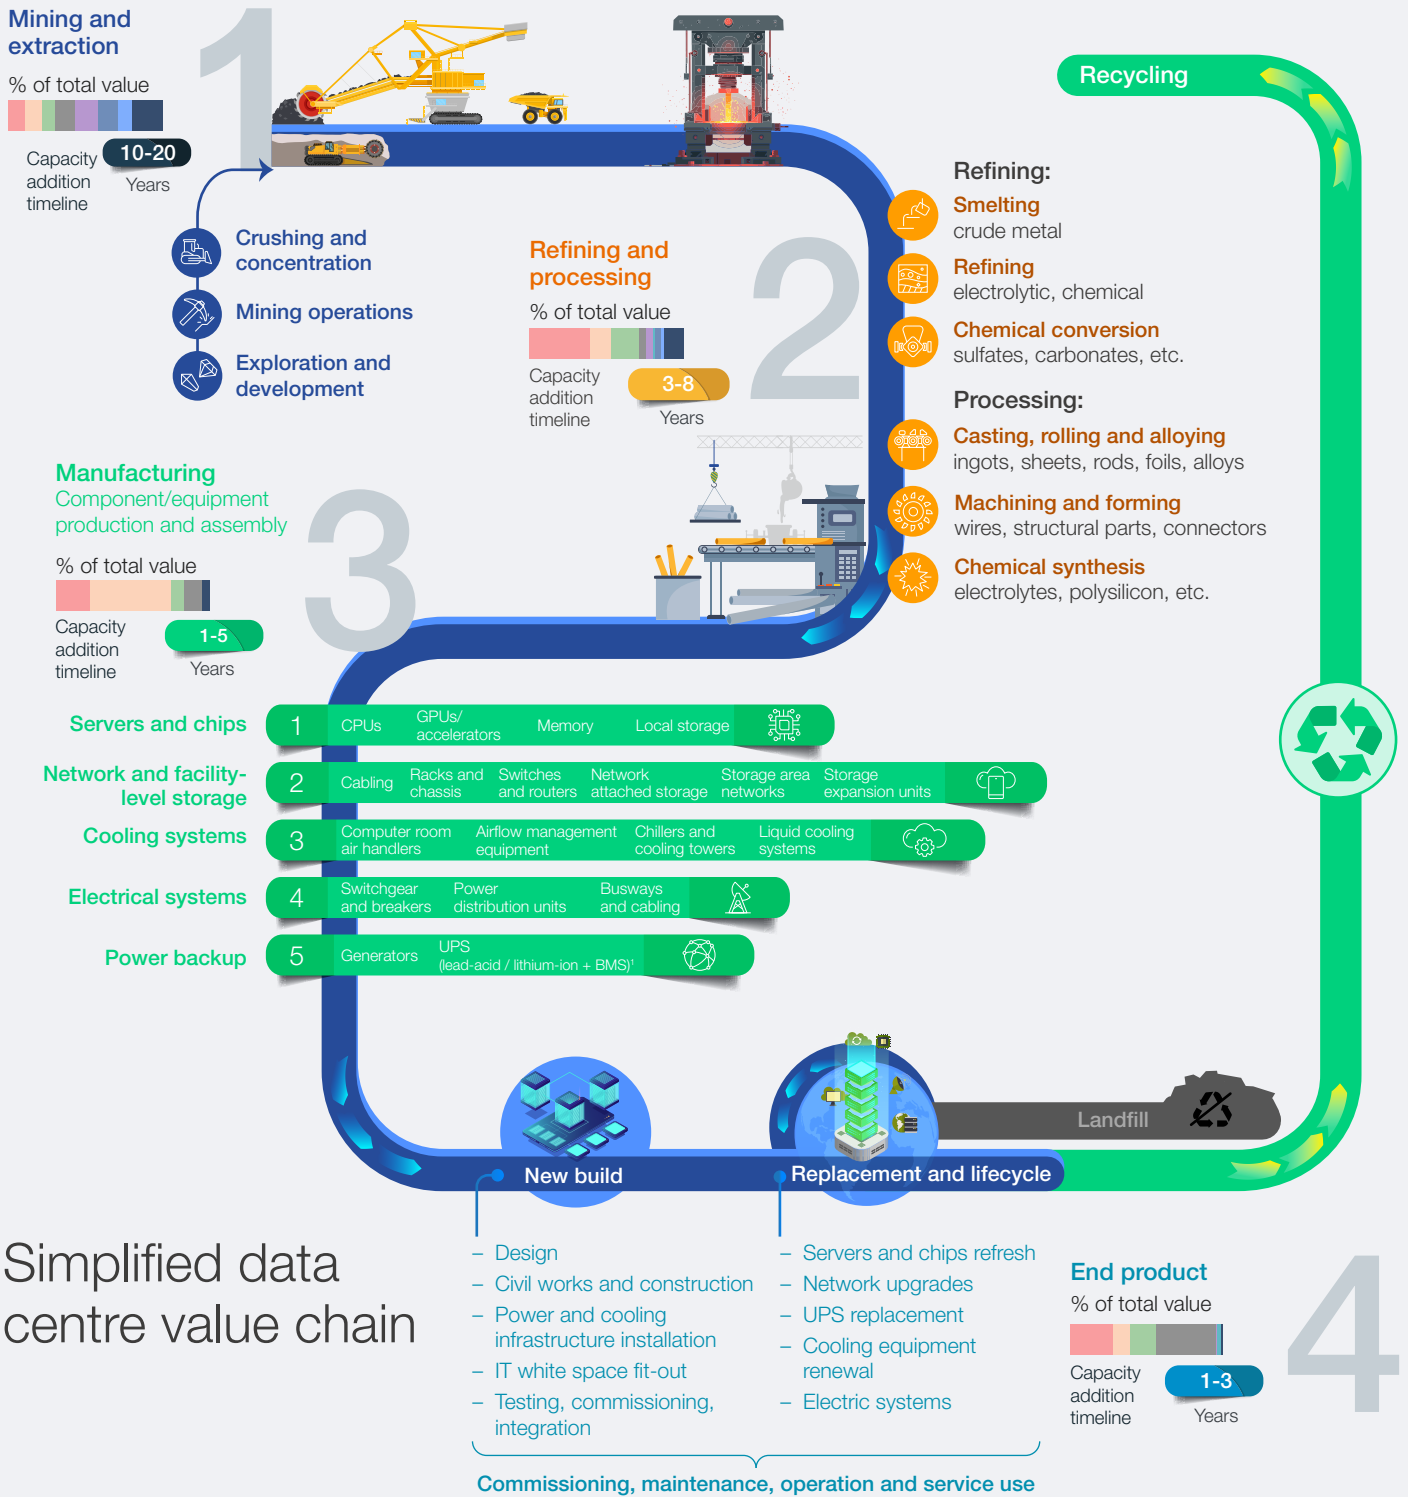 Mining and
extraction
% of total value
Capacity
addition
timeline
10-20
Years
1
Crushing and
concentration
Mining operations
Exploration and
development
Refining and
processing
% of total value
Capacity
addition
timeline
3-8
Years
2
Refining:
Smelting
crude metal
Refining
electrolytic, chemical
Chemical conversion
sulfates, carbonates, etc.
Processing:
Casting, rolling and alloying
ingots, sheets, rods, foils, alloys
Machining and forming
wires, structural parts, connectors
Chemical synthesis
electrolytes, polysilicon, etc.
Recycling
Manufacturing
Component/equipment
production and assembly
% of total value
Capacity
addition
timeline
1-5
Years
3
Servers and chips
1
CPUs
GPUs/
accelerators
Memory
Local storage
Network and facility-
level storage
2
Cabling
Racks and
chassis
Switches
and routers
Network
attached storage
Storage area
networks
Storage
expansion units
Cooling systems
3
Computer room
air handlers
Airflow management
equipment
Chillers and
cooling towers
Liquid cooling
systems
Electrical systems
4
Switchgear
and breakers
Power
distribution units
Busways
and cabling
Power backup
5
Generators
UPS
(lead-acid / lithium-ion + BMS)¹
Landfill
New build
Replacement and lifecycle
Simplified data
centre value chain
– Design
– Civil works and construction
– Power and cooling
infrastructure installation
– IT white space fit-out
– Testing, commissioning,
integration
– Servers and chips refresh
– Network upgrades
– UPS replacement
– Cooling equipment
renewal
– Electric systems
Commissioning, maintenance, operation and service use
End product
% of total value
Capacity
addition
timeline
1-3
Years
4